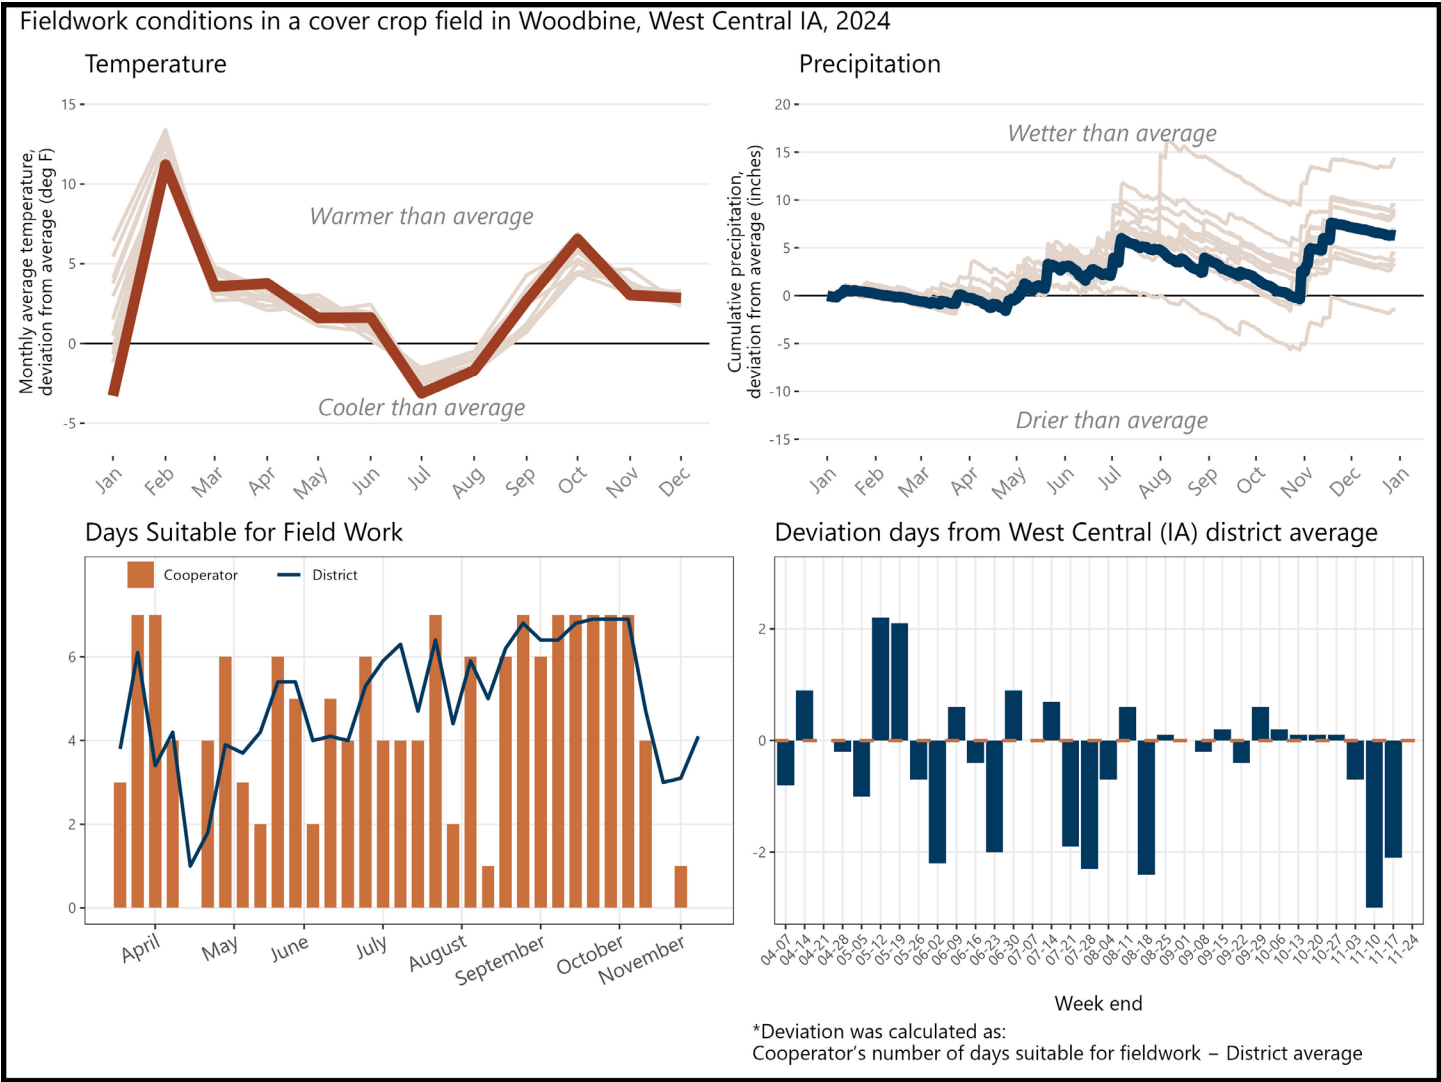 Fieldwork conditions in a cover crop field in Woodbine, West Central IA, 2024
Temperature
Monthly average temperature,
deviation from average (deg F)
15
10
5
0
-5
Warmer than average
Cooler than average
Jan
Feb
Mar
Apr
May
Jun
Jul
Aug
Sep
Oct
Nov
Dec
Precipitation
Cumulative precipitation,
deviation from average (inches)
20
15
10
5
0
-5
-10
-15
Wetter than average
Drier than average
Jan
Feb
Mar
Apr
May
Jun
Jul
Aug
Sep
Oct
Nov
Dec
Jan
Days Suitable for Field Work
Cooperator
District
6
4
2
0
April
May
June
July
August
September
October
November
Deviation days from West Central (IA) district average
2
0
-2
04-07
04-14
04-21
04-28
05-05
05-12
05-19
05-26
06-02
06-09
06-16
06-23
06-30
07-07
07-14
07-21
07-28
08-04
08-11
08-18
08-25
09-01
09-08
09-15
09-22
09-29
10-06
10-13
10-20
10-27
11-03
11-10
11-17
11-24
Week end
*Deviation was calculated as:
Cooperator's number of days suitable for fieldwork − District average